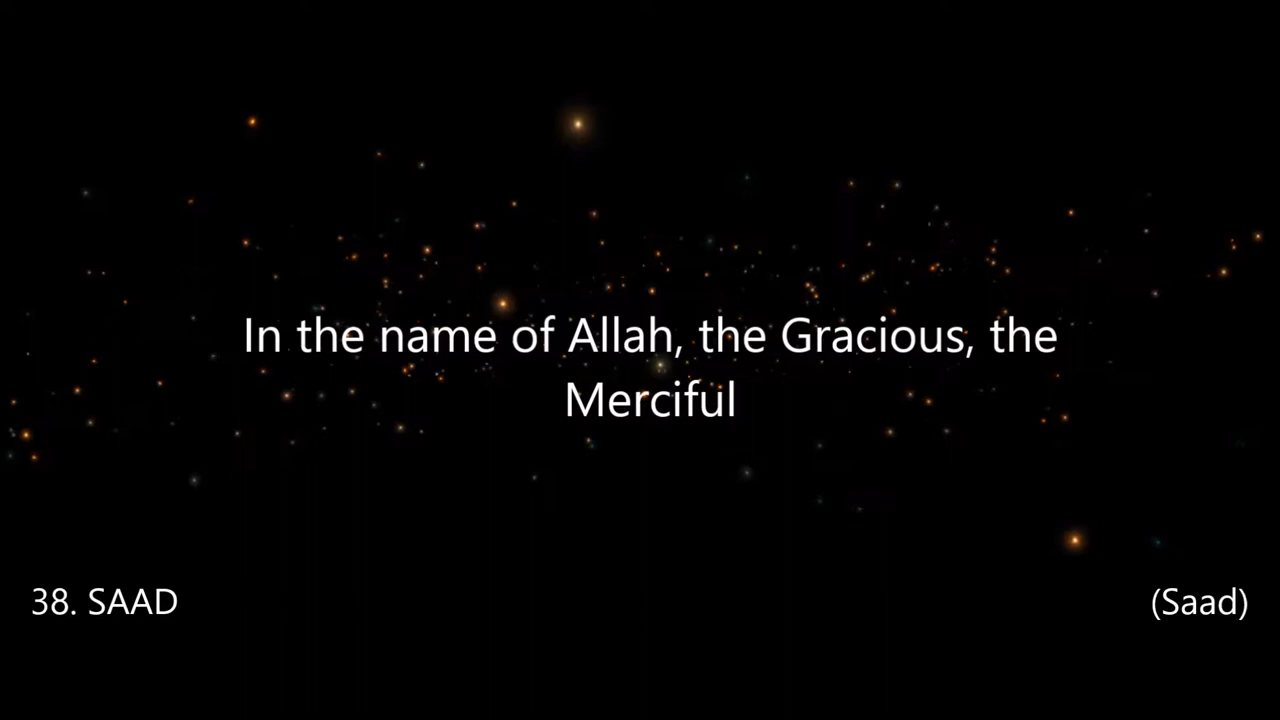 In the name of Allah, the Gracious, the
Merciful
38. SAAD
(Saad)